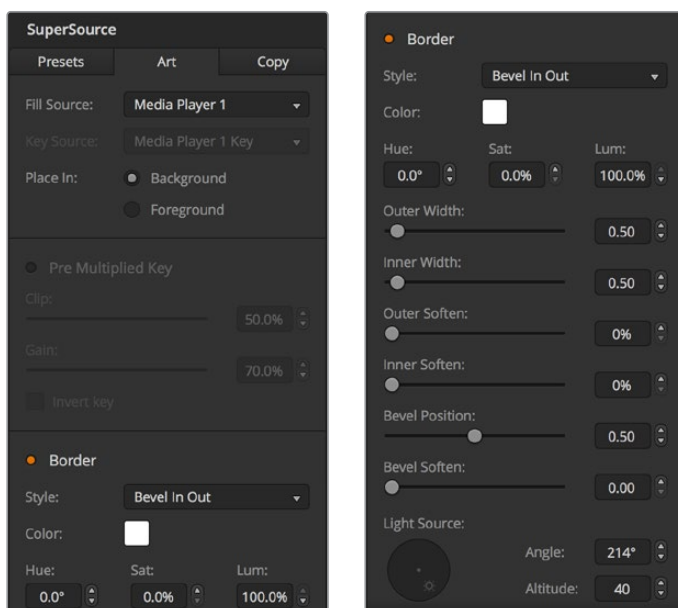 SuperSource
Presets Art Copy
Fill Source: Media Player 1
Key Source: Media Player 1 Key
Place In: Background
Foreground
Pre Multiplied Key
Clip:
50.0%
Gain:
70.0%
Invert key
Border
Style: Bevel In Out
Color:
Hue: Sat: Lum:
0.0° 0.0% 100.0%
Border
Style: Bevel In Out
Color:
Hue: Sat: Lum:
0.0° 0.0% 100.0%
Outer Width:
0.50
Inner Width:
0.50
Outer Soften:
0%
Inner Soften:
0%
Bevel Position:
0.50
Bevel Soften:
0.00
Light Source:
Angle: 214°
Altitude: 40